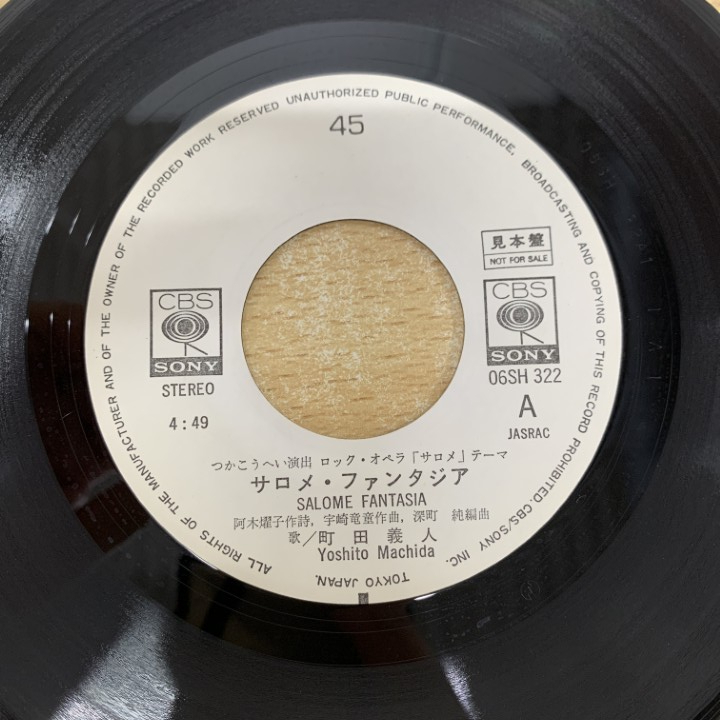 ALL RIGHTS OF THE MANUFACTURER AND OF THE OWNER OF THE RECORDED WORK RESERVED UNAUTHORIZED PUBLIC PERFORMANCE, BROADCASTING AND COPYING OF THIS RECORD PROHIBITED. CBS/SONY INC.
TOKYO JAPAN.
45
見本盤
NOT FOR SALE
CBS
SONY
STEREO
4:49
CBS
SONY
06SH 322
A
JASRAC
つかこうへい演出 ロック・オペラ「サロメ」テーマ
サロメ・ファンタジア
SALOME FANTASIA
阿木燿子作詩, 宇崎竜童作曲, 深町 純編曲
歌/町田義人
Yoshito Machida